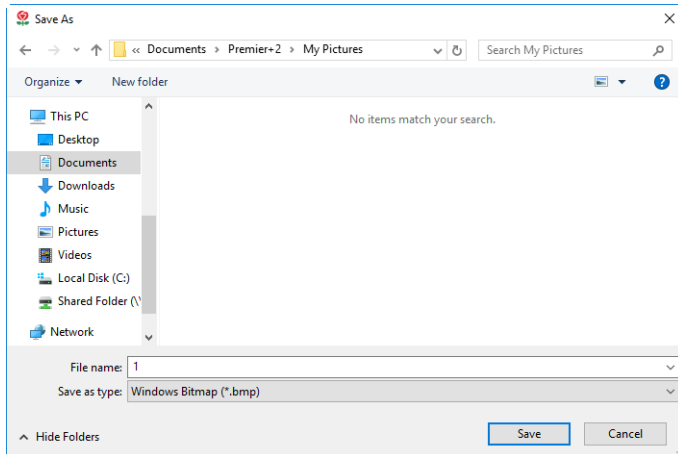 Save As
« Documents › Premier+2 › My Pictures
Search My Pictures
Organize
New folder
This PC
Desktop
Documents
Downloads
Music
Pictures
Videos
Local Disk (C:)
Shared Folder (\\
Network
No items match your search.
File name: 1
Save as type: Windows Bitmap (*.bmp)
Hide Folders
Save
Cancel